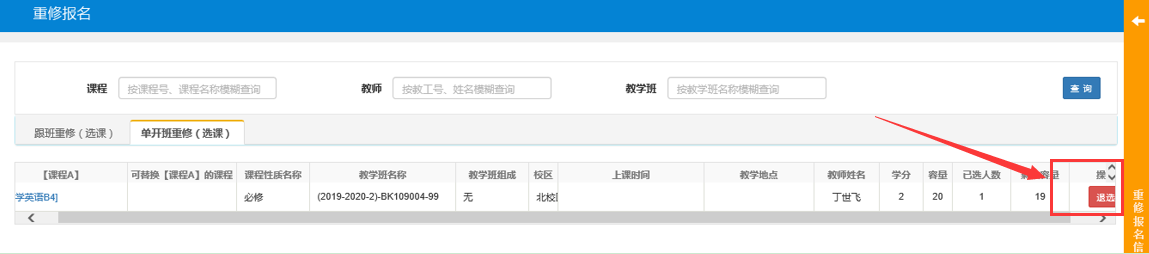 重修报名
课程 按课程号、课程名称模糊查询 教师 按教工号、姓名模糊查询 教学班 按教学班名称模糊查询 查 询
跟班重修（选课） 单开班重修（选课）
【课程A】 可替换【课程A】的课程 课程性质名称 教学班名称 教学班组成 校区 上课时间 教学地点 教师姓名 学分 容量 已选人数 容量 操
学英语B4] 必修 (2019-2020-2)-BK109004-99 无 北校 丁世飞 2 20 1 19 退选
重修报名信